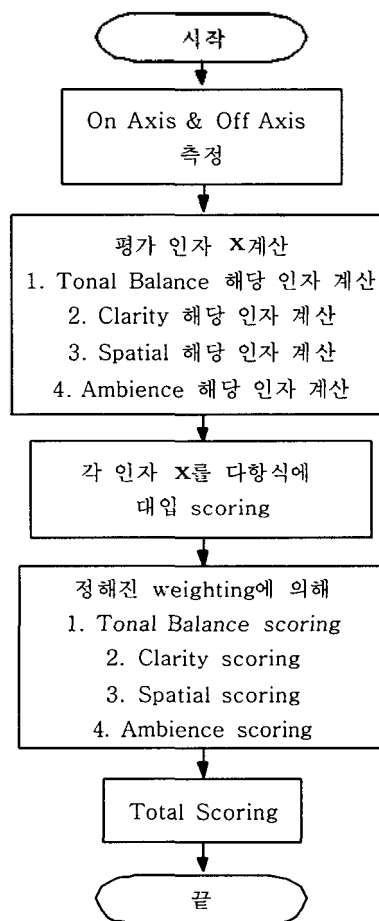 시작
On Axis & Off Axis
측정
평가 인자 X계산
1. Tonal Balance 해당 인자 계산
2. Clarity 해당 인자 계산
3. Spatial 해당 인자 계산
4. Ambience 해당 인자 계산
각 인자 X를 다항식에
대입 scoring
정해진 weighting에 의해
1. Tonal Balance scoring
2. Clarity scoring
3. Spatial scoring
4. Ambience scoring
Total Scoring
끝